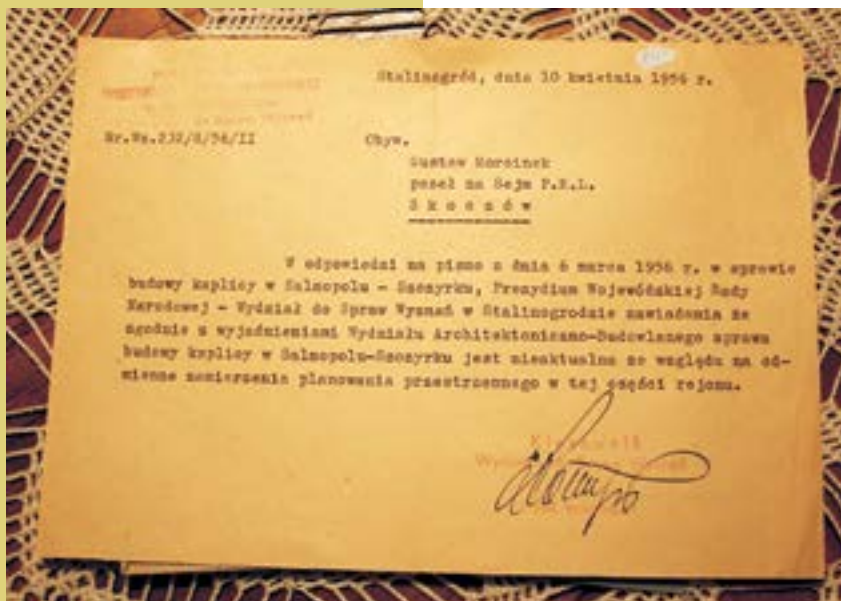 Stalinogród, dnia 10 kwietnia 1956 r.
Nr.Wz.232/2/56/II
Obyw.
Gustaw Morcinek
poseł na Sejm P.R.L.
S k o c z ó w
W odpowiedzi na pismo z dnia 6 marca 1956 r. w sprawie
budowy kaplicy w Salmopolu - Szczyrku, Prezydium Wojewódzkiej Rady
Narodowej - Wydział do Spraw Wyznań w Stalinogrodzie zawiadamia że
zgodnie z wyjaśnieniami Wydziału Architektoniczno-Budowlanego sprawa
budowy kaplicy w Salmopolu-Szczyrku jest nieaktualna ze względu na od-
mienne zamierzenia planowania przestrzennego w tej części rejonu.
Kierownik